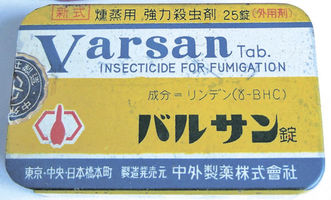 新式 燻蒸用 強力殺虫剤 25錠 (外用剤)
Varsan Tab.
INSECTICIDE FOR FUMIGATION
成分=リンデン(γ-BHC)
バルサン錠
東京・中央・日本橋本町 製造発売元 中外製薬株式會社